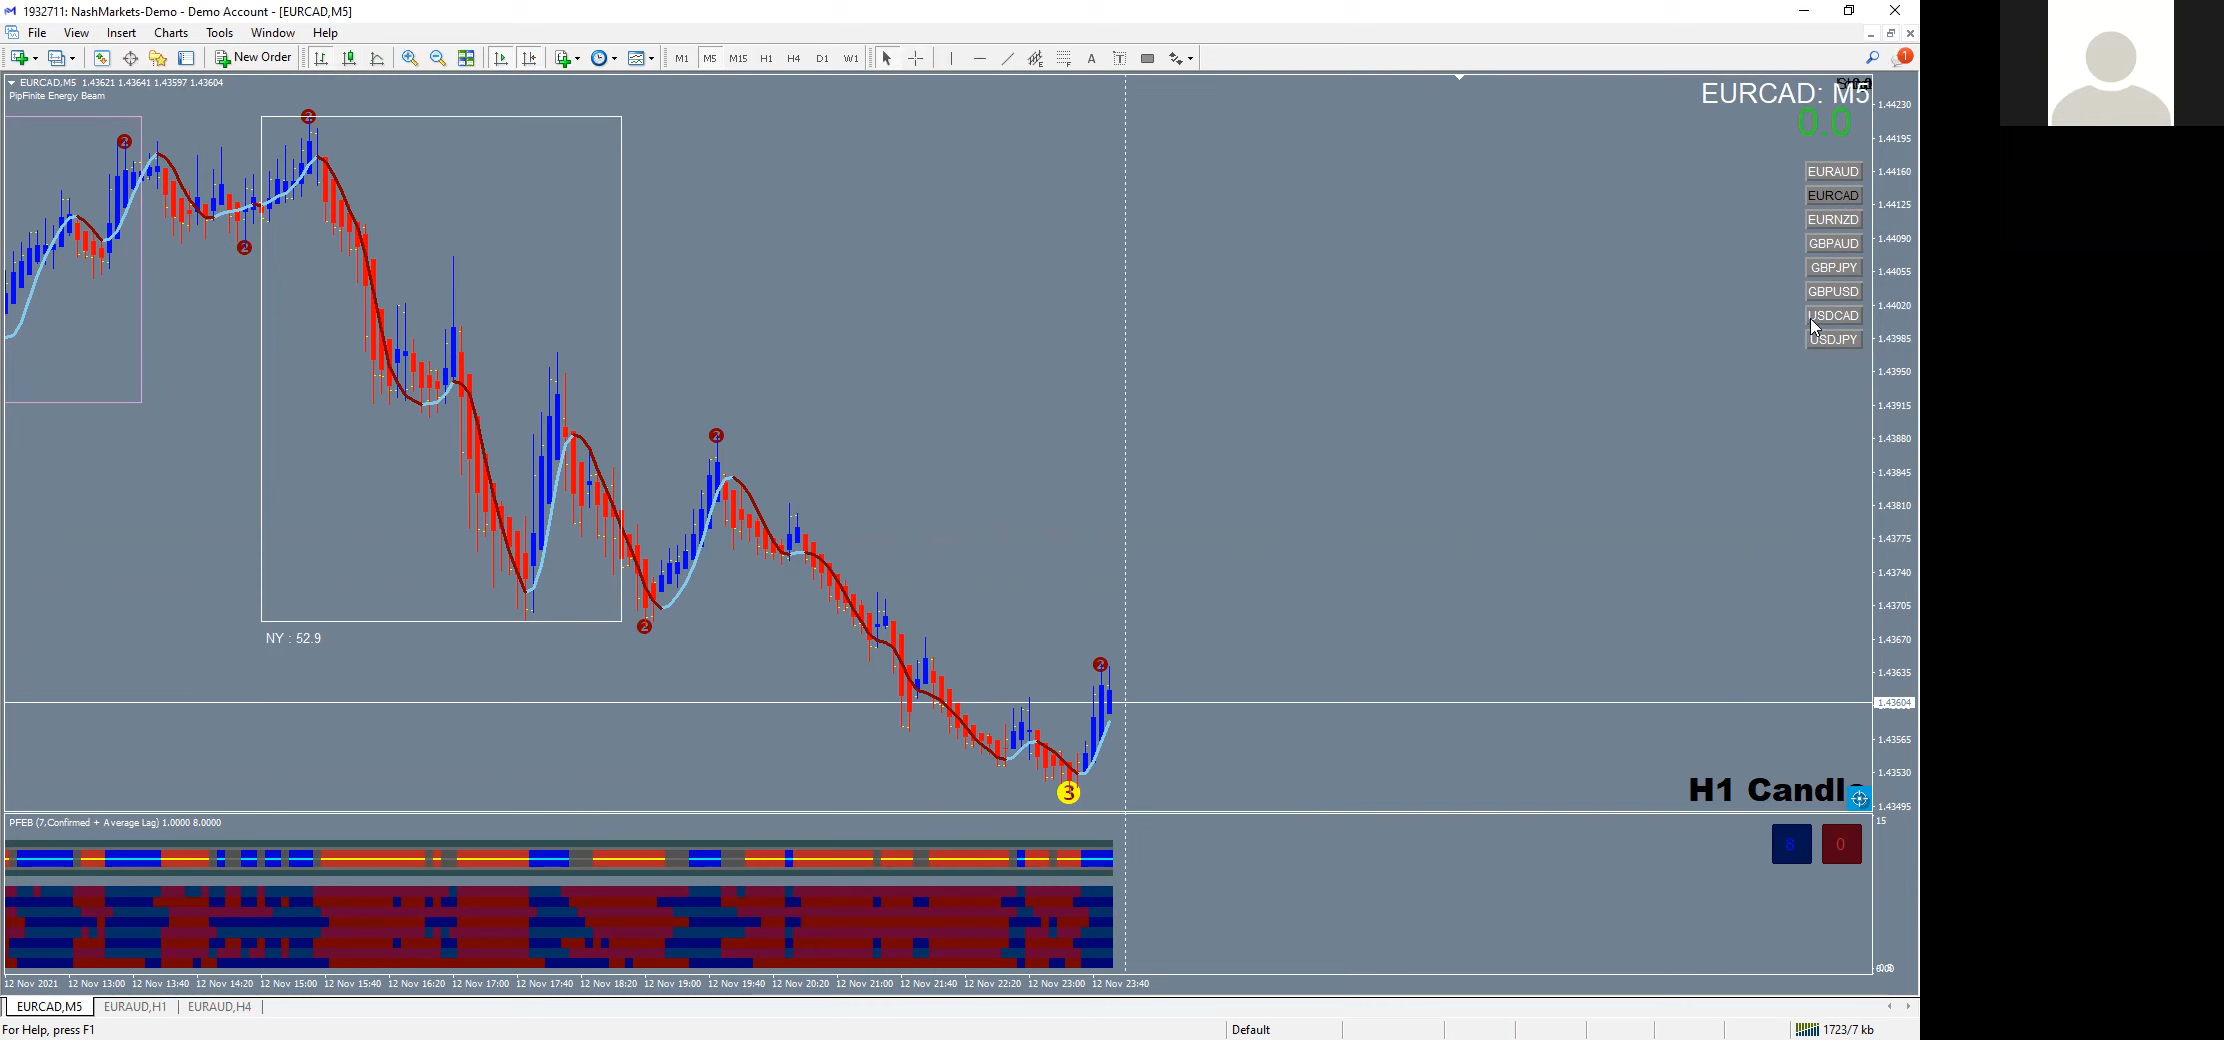 1932711: NashMarkets-Demo - Demo Account - [EURCAD,M5]
File View Insert Charts Tools Window Help
New Order M1 M5 M15 H1 H4 D1 W1 A T 1
EURCAD,M5 1.43621 1.43641 1.43597 1.43604
PipFinite Energy Beam
EURCAD: M5
0.0
EURAUD
EURCAD
EURNZD
GBPAUD
GBPJPY
GBPUSD
USDCAD
USDJPY
1.44230
1.44195
1.44160
1.44125
1.44090
1.44055
1.44020
1.43985
1.43950
1.43915
1.43880
1.43845
1.43810
1.43775
1.43740
1.43705
1.43670
1.43635
1.43604
1.43565
1.43530
1.43495
2
2
2
2
2
2
3
NY : 52.9
H1 Candl
PFEB (7,Confirmed + Average Lag) 1.0000 8.0000
15
8 0
12 Nov 2021 12 Nov 13:00 12 Nov 13:40 12 Nov 14:20 12 Nov 15:00 12 Nov 15:40 12 Nov 16:20 12 Nov 17:00 12 Nov 17:40 12 Nov 18:20 12 Nov 19:00 12 Nov 19:40 12 Nov 20:20 12 Nov 21:00 12 Nov 21:40 12 Nov 22:20 12 Nov 23:00 12 Nov 23:40
EURCAD,M5 EURAUD,H1 EURAUD,H4
For Help, press F1 Default 1723/7 kb